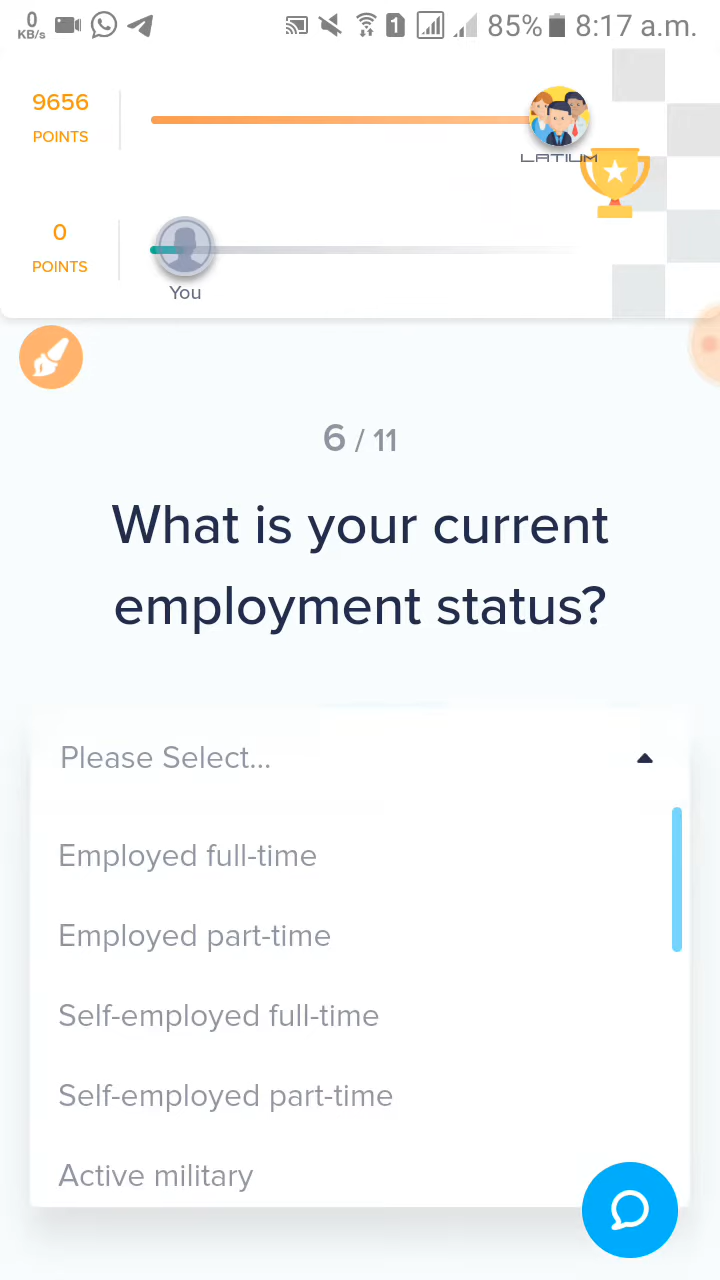 0
KB/s
1
85%
8:17 a.m.
9656
POINTS
LATIUM
0
POINTS
You
6 / 11
What is your current
employment status?
Please Select...
Employed full-time
Employed part-time
Self-employed full-time
Self-employed part-time
Active military